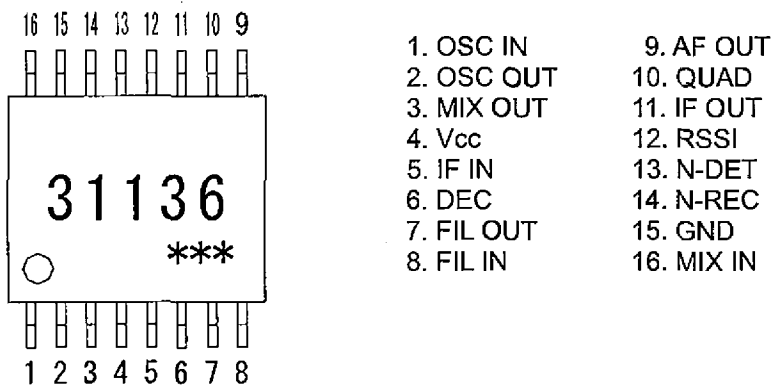 16 15 14 13 12 11 10 9
31136
***
1 2 3 4 5 6 7 8
1. OSC IN
2. OSC OUT
3. MIX OUT
4. Vcc
5. IF IN
6. DEC
7. FIL OUT
8. FIL IN
9. AF OUT
10. QUAD
11. IF OUT
12. RSSI
13. N-DET
14. N-REC
15. GND
16. MIX IN